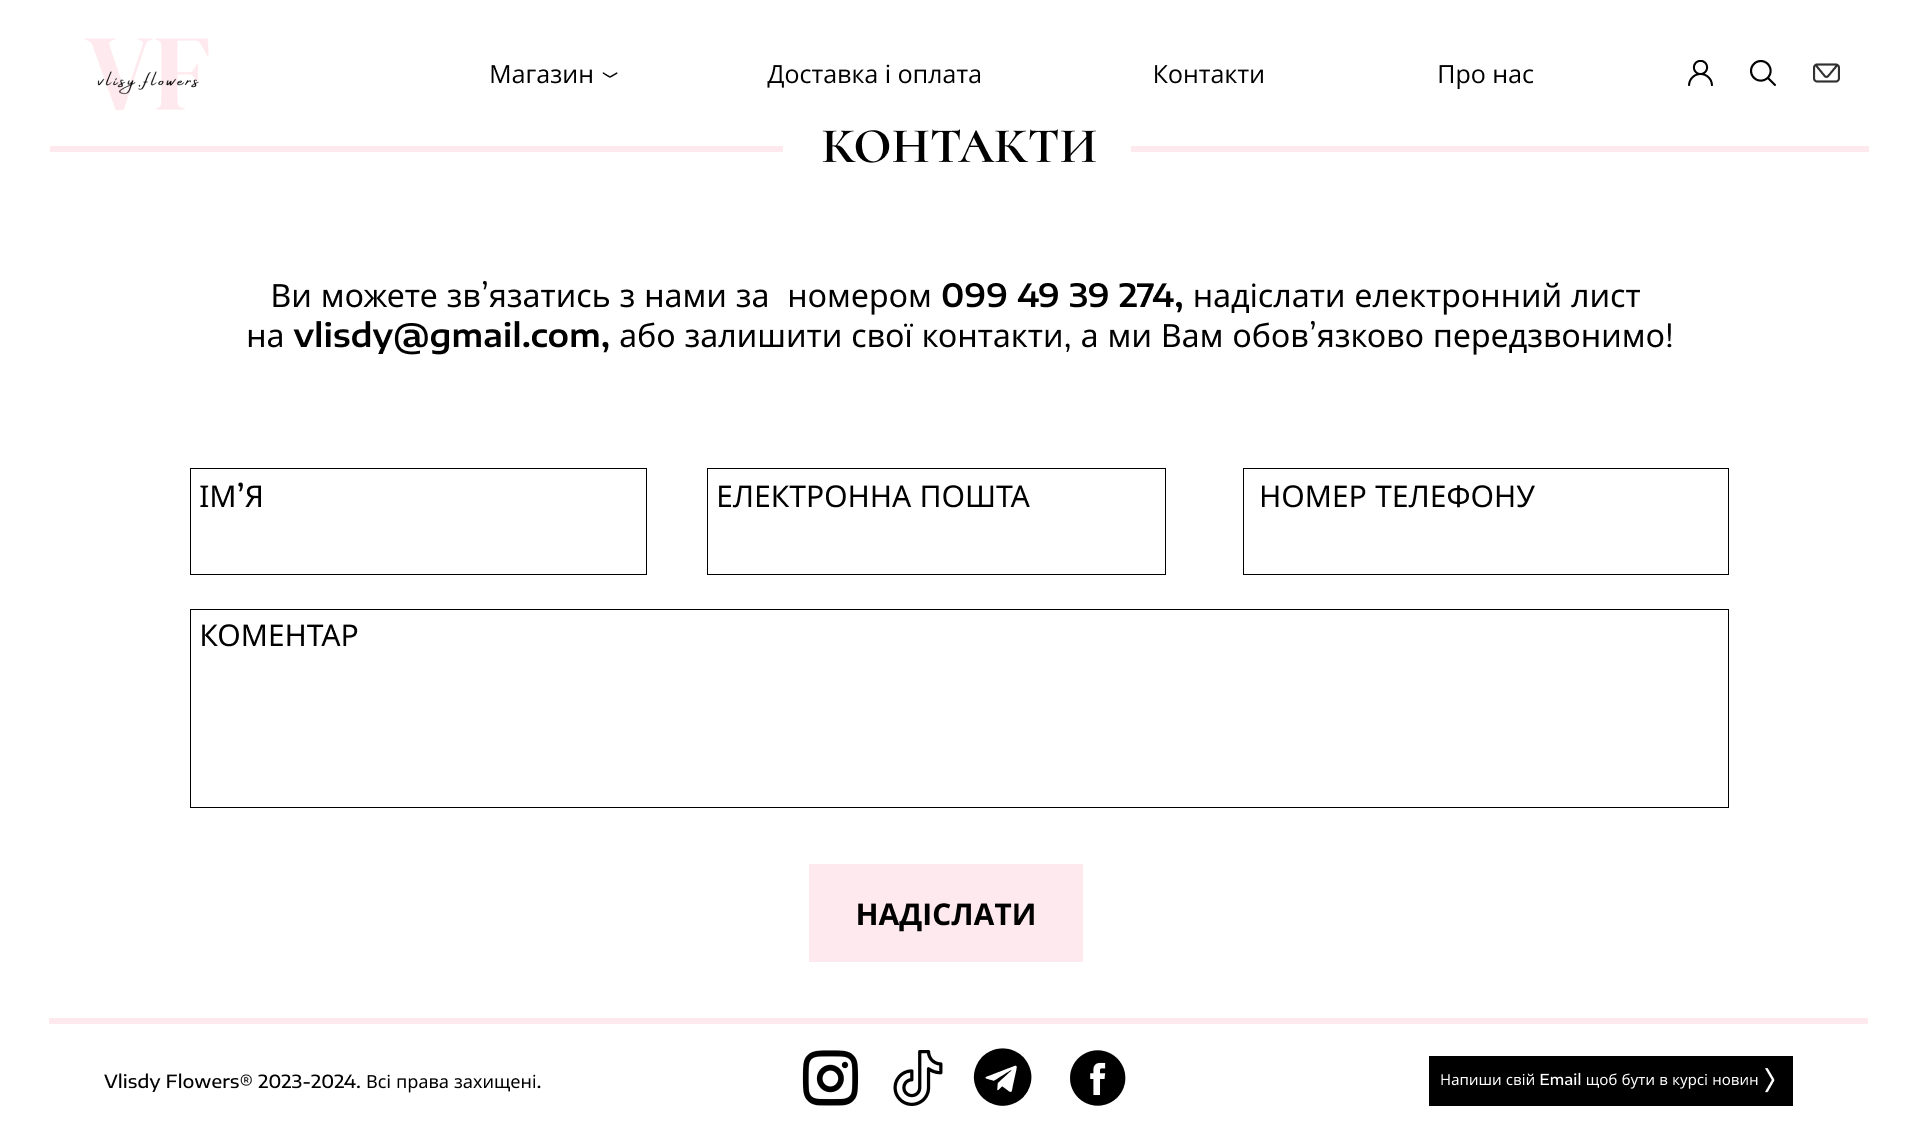 VF
vlisy flowers
Магазин
Доставка і оплата
Контакти
Про нас
КОНТАКТИ
Ви можете зв’язатись з нами за номером 099 49 39 274, надіслати електронний лист
на vlisdy@gmail.com, або залишити свої контакти, а ми Вам обов’язково передзвонимо!
ІМ’Я
ЕЛЕКТРОННА ПОШТА
НОМЕР ТЕЛЕФОНУ
КОМЕНТАР
НАДІСЛАТИ
Vlisdy Flowers® 2023-2024. Всі права захищені.
Напиши свій Email щоб бути в курсі новин